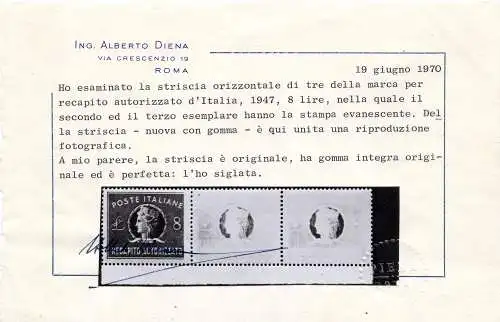 ING. ALBERTO DIENA
VIA CRESCENZIO 19
ROMA
19 giugno 1970
Ho esaminato la striscia orizzontale di tre della marca per
recapito autorizzato d'Italia, 1947, 8 lire, nella quale il
secondo ed il terzo esemplare hanno la stampa evanescente. Del
la striscia - nuova con gomma - è qui unita una riproduzione
fotografica.
A mio parere, la striscia è originale, ha gomma integra origi-
nale ed è perfetta: l'ho siglata.
POSTE ITALIANE
8
RECAPITO AUTORIZZATO